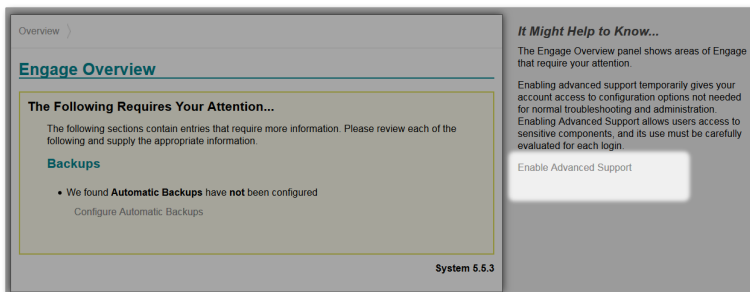 Overview
Engage Overview
The Following Requires Your Attention...
The following sections contain entries that require more information. Please review each of the
following and supply the appropriate information.
Backups
• We found Automatic Backups have not been configured
Configure Automatic Backups
System 5.5.3
It Might Help to Know...
The Engage Overview panel shows areas of Engage
that require your attention.
Enabling advanced support temporarily gives your
account access to configuration options not needed
for normal troubleshooting and administration.
Enabling Advanced Support allows users access to
sensitive components, and its use must be carefully
evaluated for each login.
Enable Advanced Support